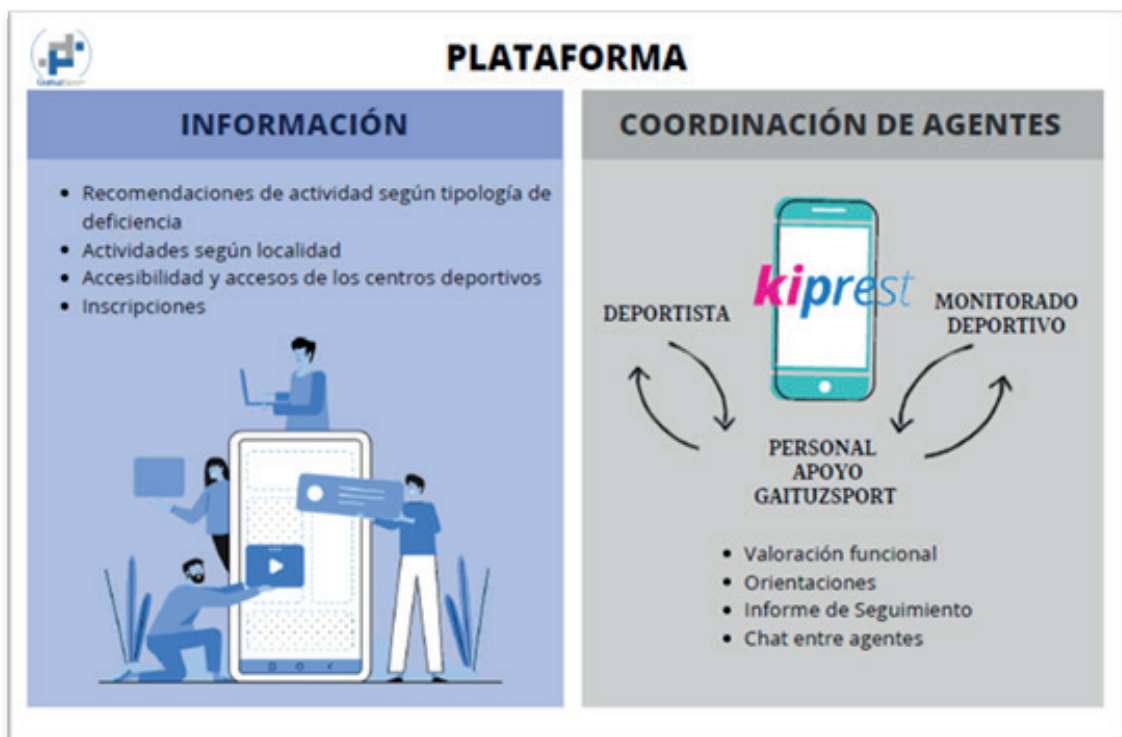 PLATAFORMA
INFORMACIÓN
• Recomendaciones de actividad según tipología de
deficiencia
• Actividades según localidad
• Accesibilidad y accesos de los centros deportivos
• Inscripciones
COORDINACIÓN DE AGENTES
kiprest
DEPORTISTA
MONITORADO
DEPORTIVO
PERSONAL
APOYO
GAITUZSPORT
• Valoración funcional
• Orientaciones
• Informe de Seguimiento
• Chat entre agentes